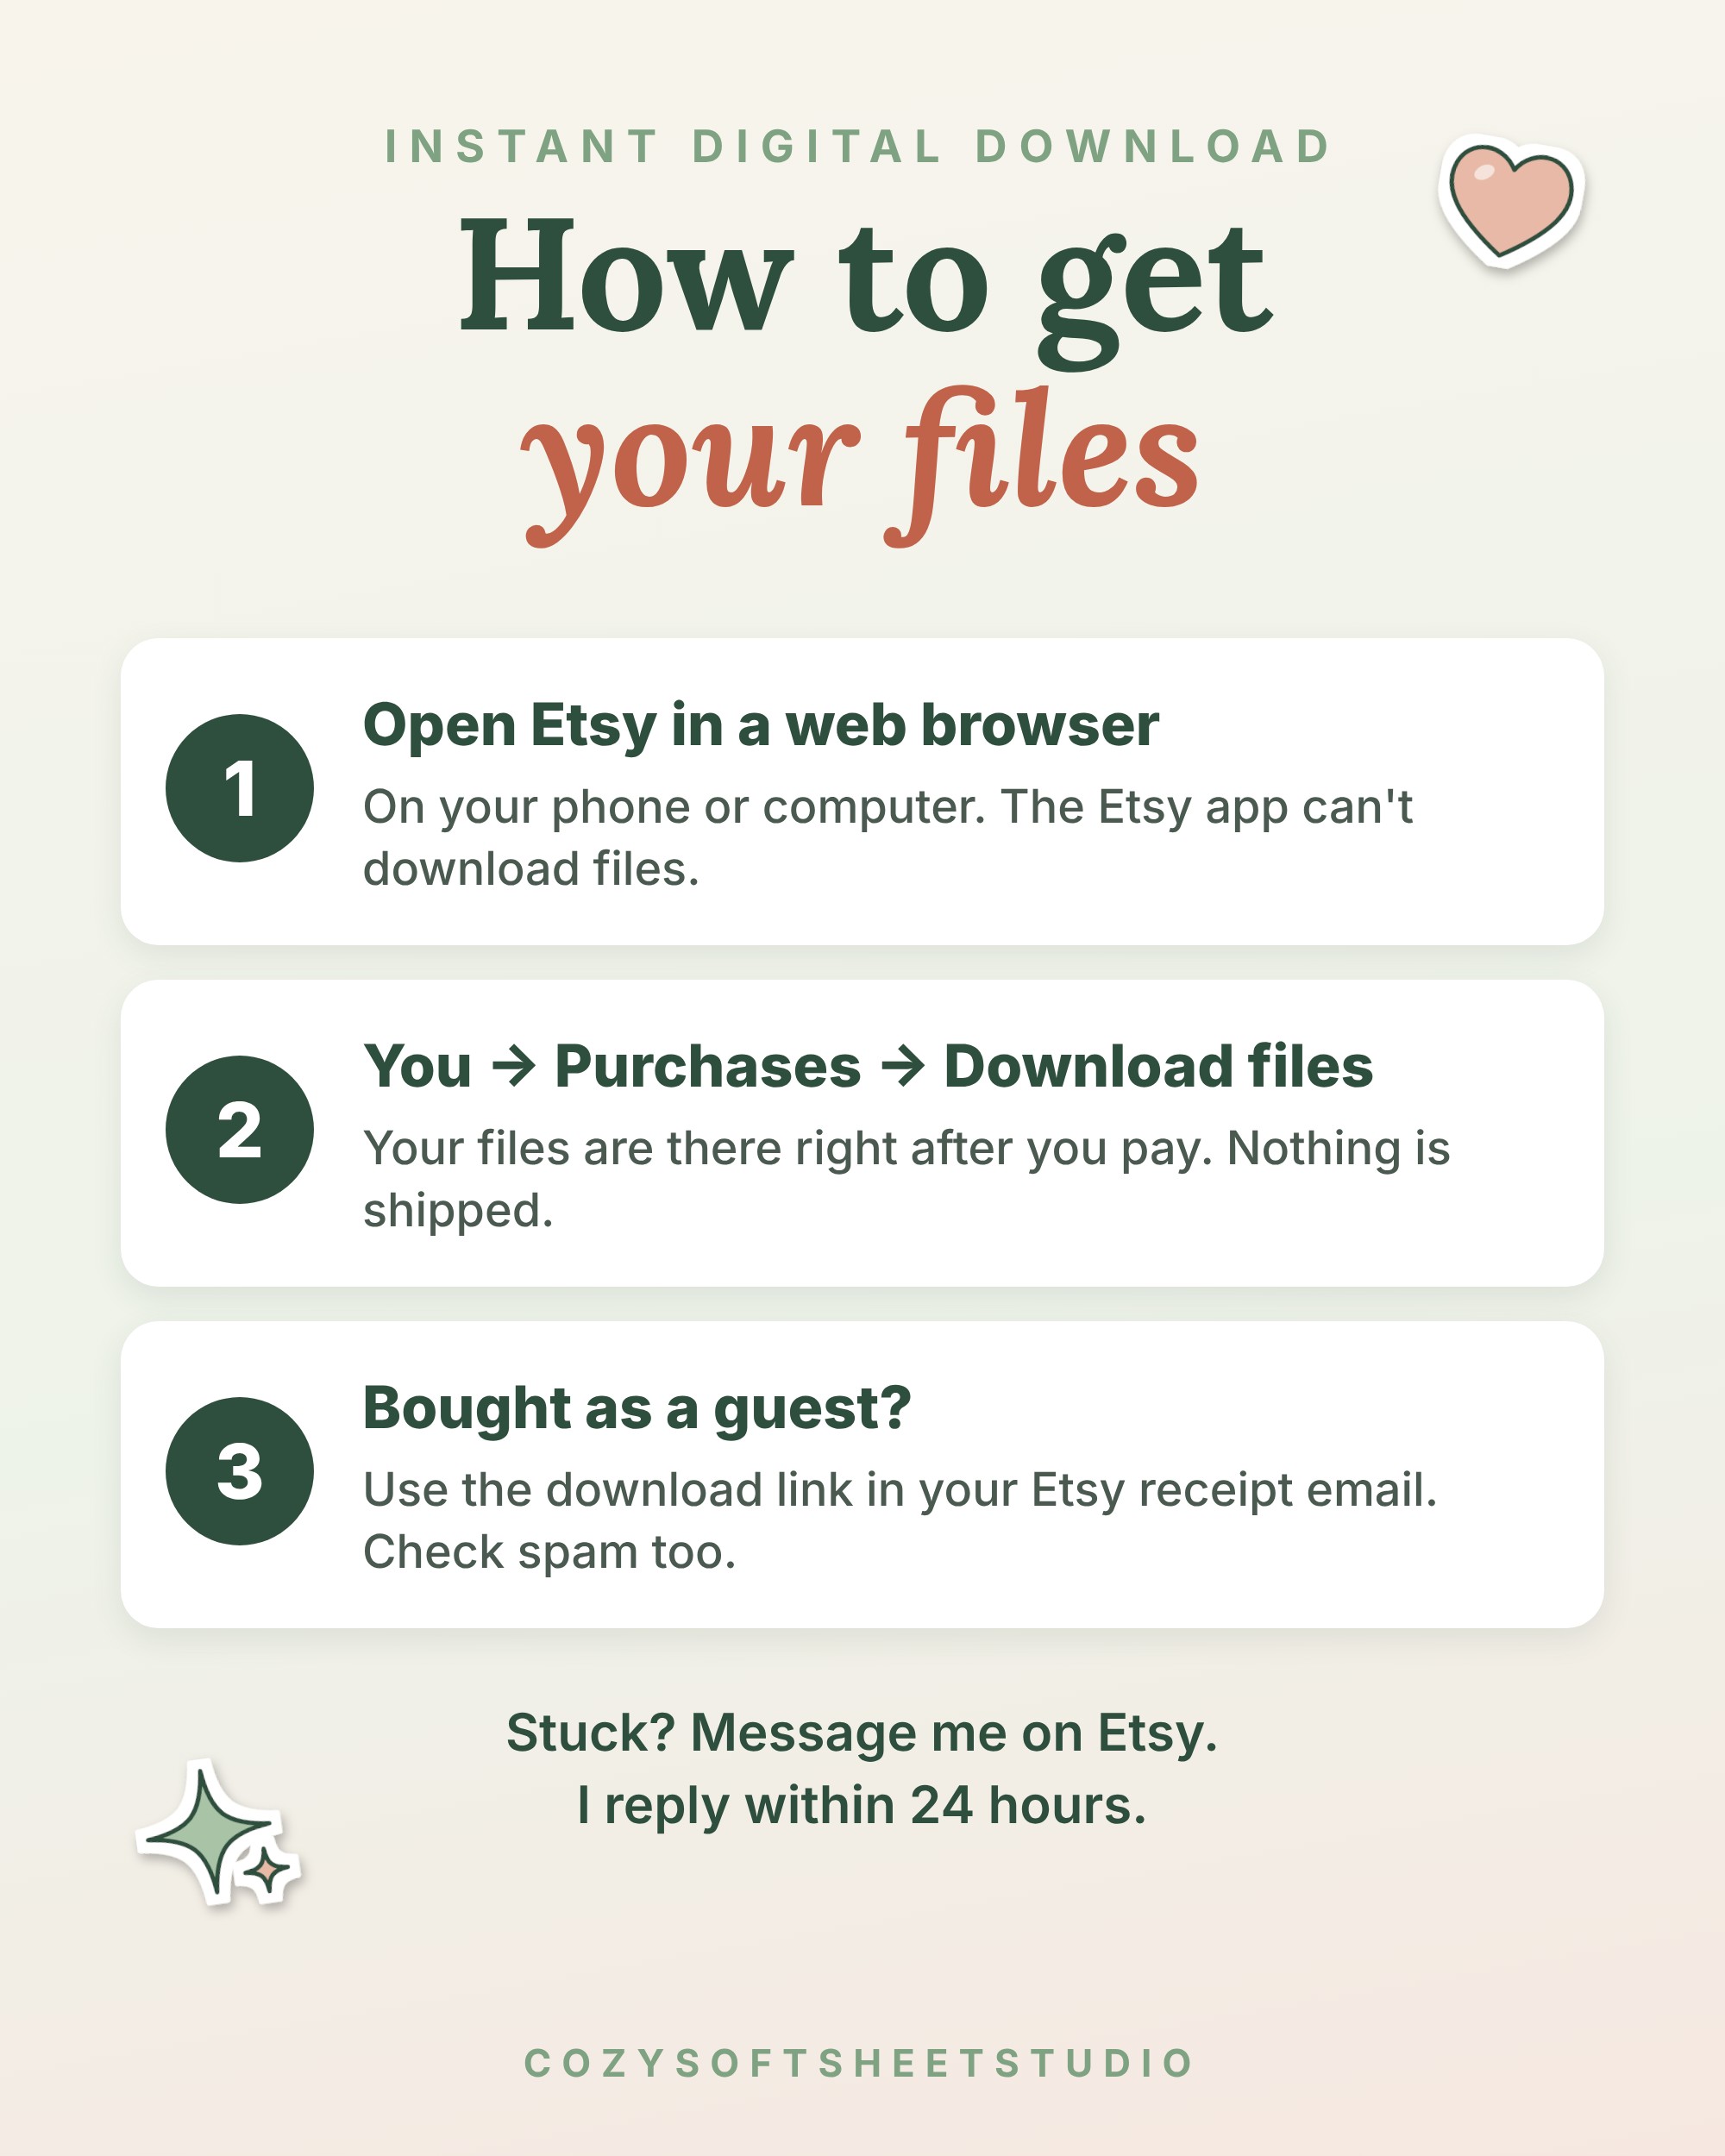 INSTANT DIGITAL DOWNLOAD
How to get
your files
1
Open Etsy in a web browser
On your phone or computer. The Etsy app can't
download files.
2
You → Purchases → Download files
Your files are there right after you pay. Nothing is
shipped.
3
Bought as a guest?
Use the download link in your Etsy receipt email.
Check spam too.
Stuck? Message me on Etsy.
I reply within 24 hours.
COZYSOFTSHEETSTUDIO